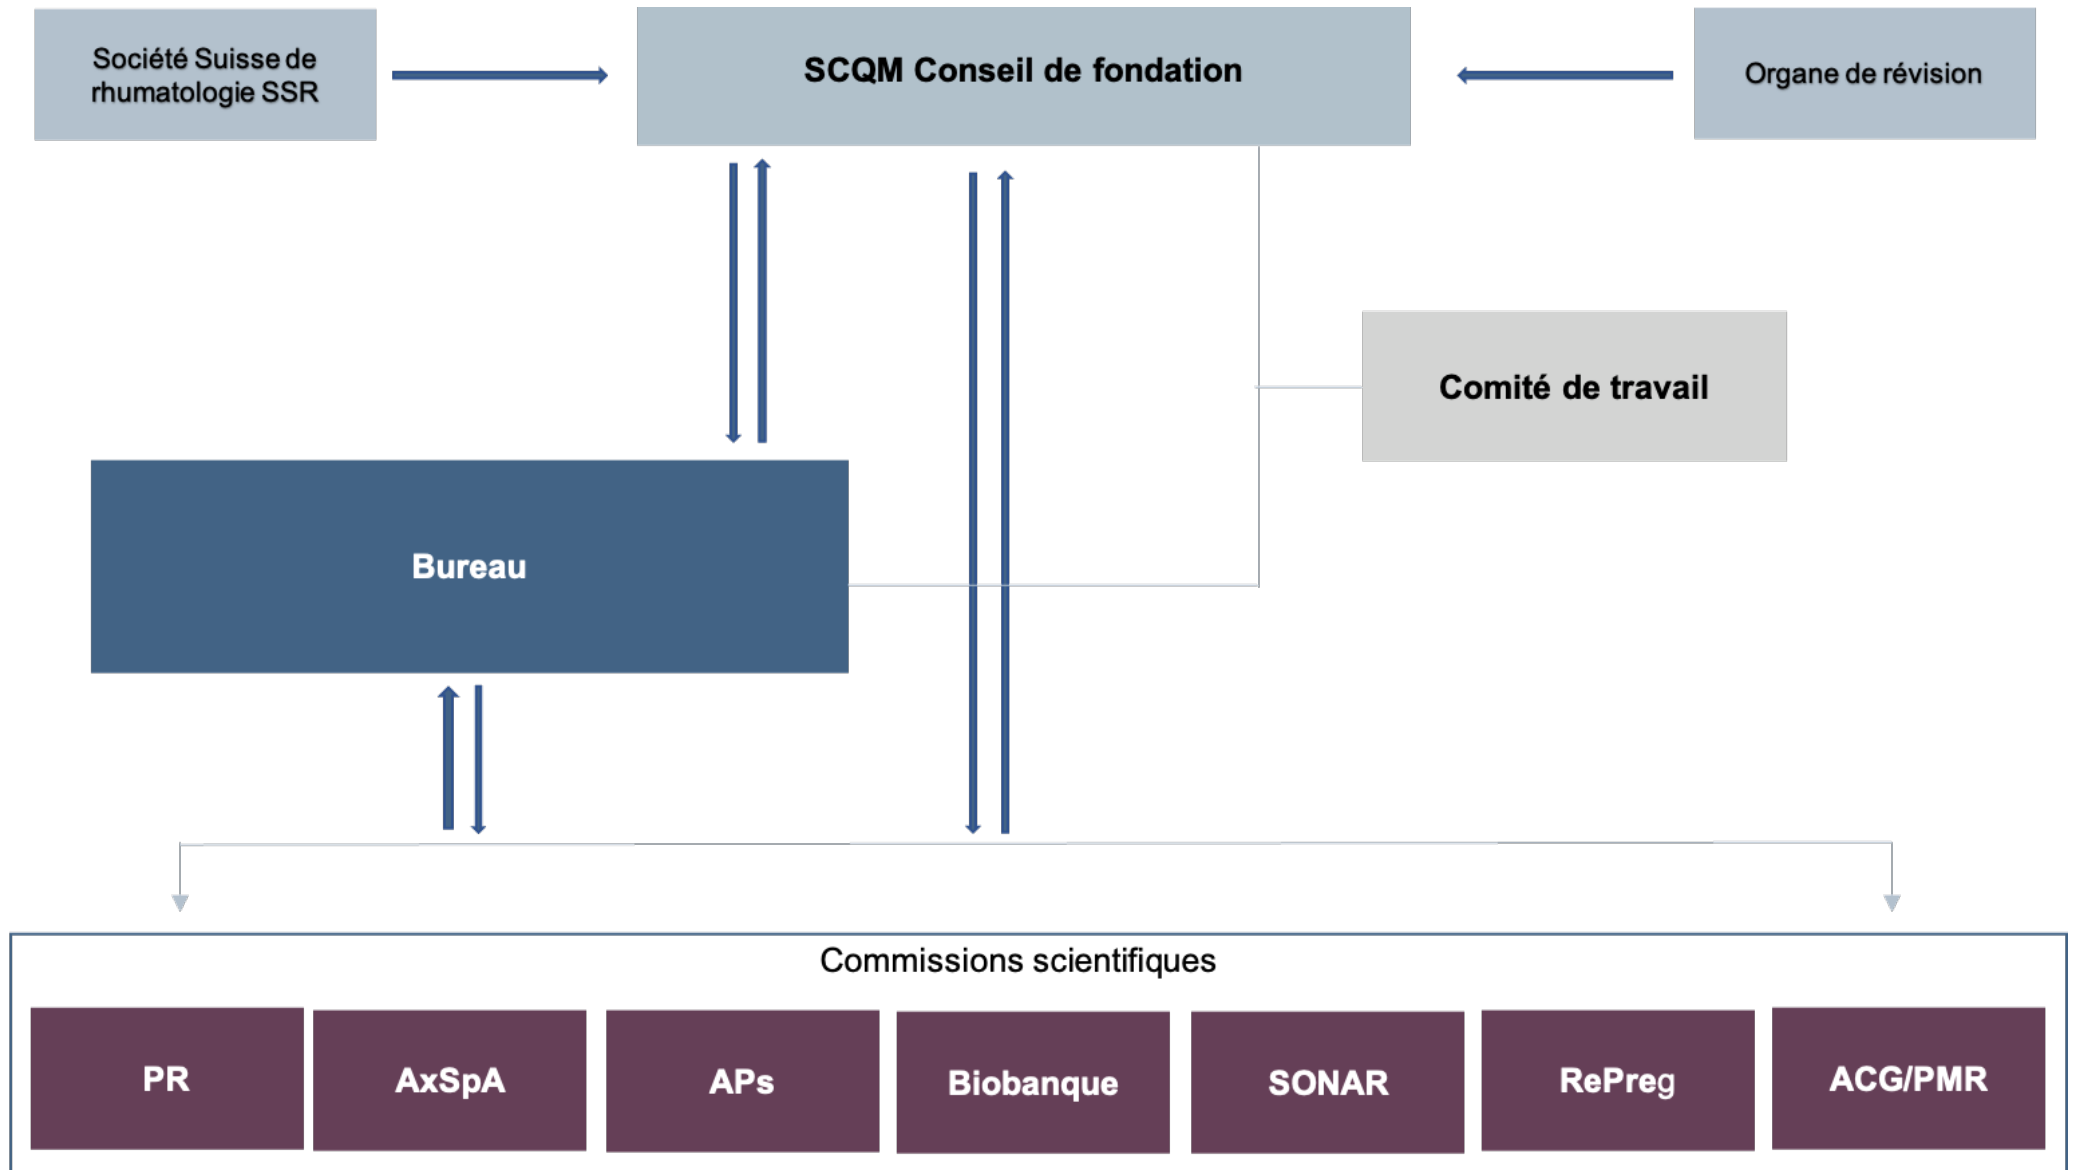 Société Suisse de
rhumatologie SSR
SCQM Conseil de fondation
Organe de révision
Comité de travail
Bureau
Commissions scientifiques
PR
AxSpA
APs
Biobanque
SONAR
RePreg
ACG/PMR